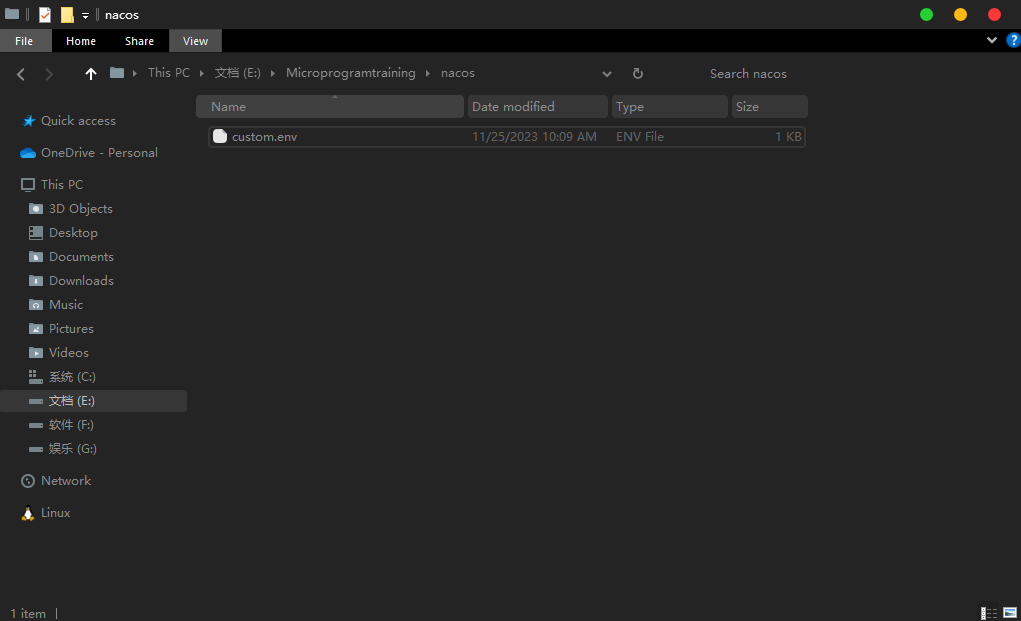 nacos
File Home Share View
This PC 文档 (E:) Microprogramtraining nacos Search nacos
Name Date modified Type Size
custom.env 11/25/2023 10:09 AM ENV File 1 KB
Quick access
OneDrive - Personal
This PC
3D Objects
Desktop
Documents
Downloads
Music
Pictures
Videos
系统 (C:)
文档 (E:)
软件 (F:)
娱乐 (G:)
Network
Linux
1 item